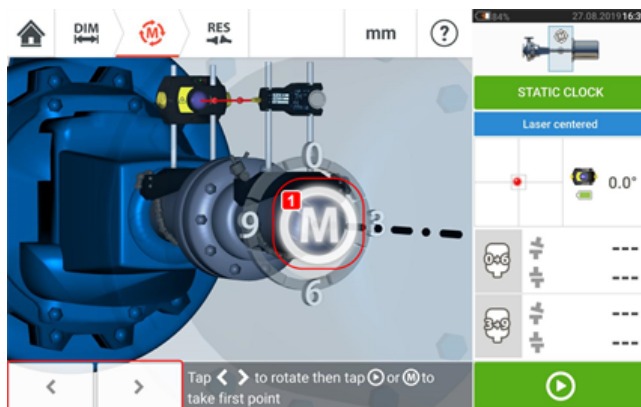 DIM
M
RES
mm
?
84%
27.08.2019 16:3
STATIC CLOCK
Laser centered
0.0°
0
1
9
M
3
6
0→6
---
---
3→9
---
---
Tap < > to rotate then tap ▶ or Ⓜ to
take first point